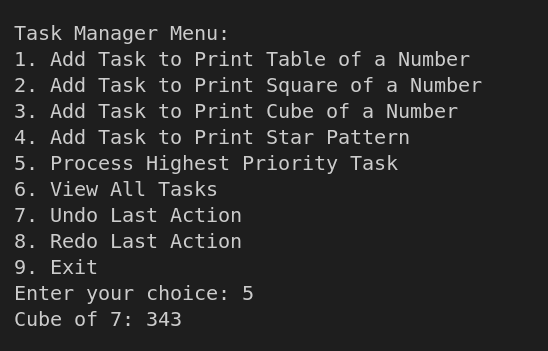 Task Manager Menu:
1. Add Task to Print Table of a Number
2. Add Task to Print Square of a Number
3. Add Task to Print Cube of a Number
4. Add Task to Print Star Pattern
5. Process Highest Priority Task
6. View All Tasks
7. Undo Last Action
8. Redo Last Action
9. Exit
Enter your choice: 5
Cube of 7: 343